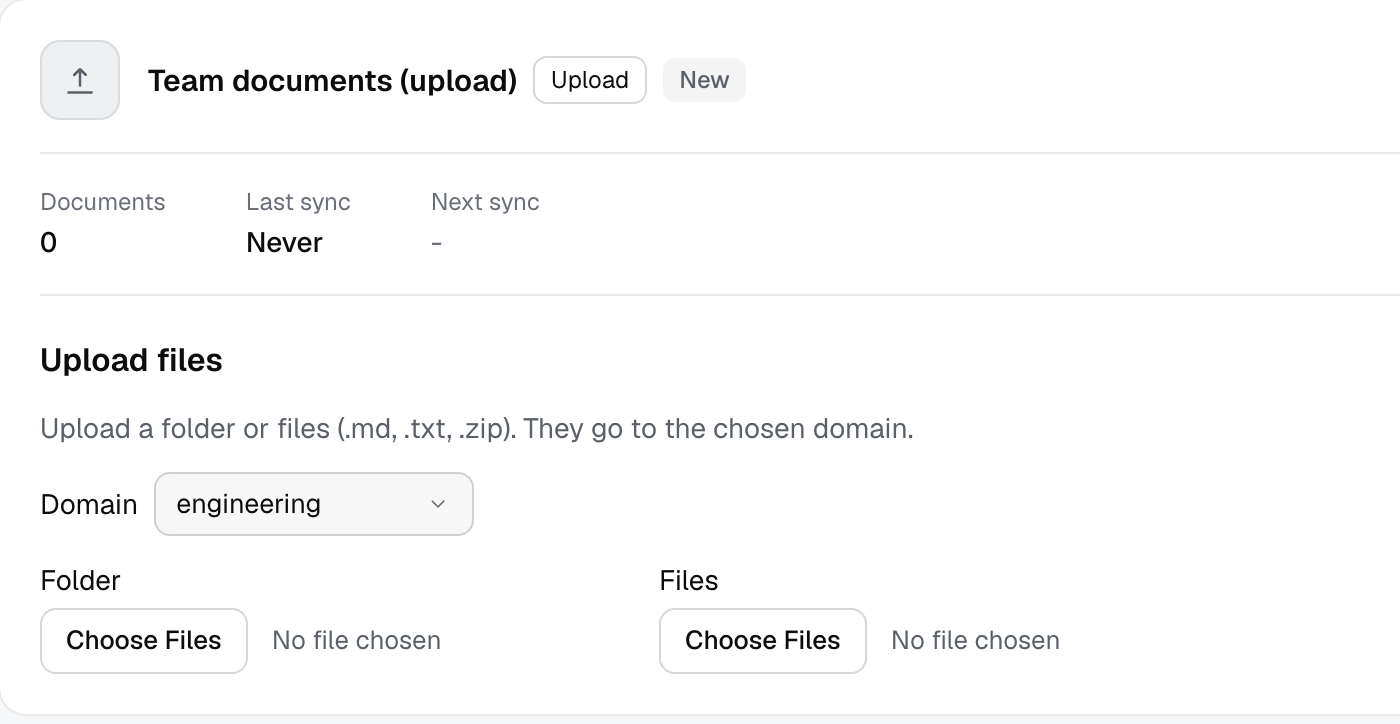 Team documents (upload) Upload New
Documents Last sync Next sync
0 Never -
Upload files
Upload a folder or files (.md, .txt, .zip). They go to the chosen domain.
Domain engineering
Folder Files
Choose Files No file chosen Choose Files No file chosen